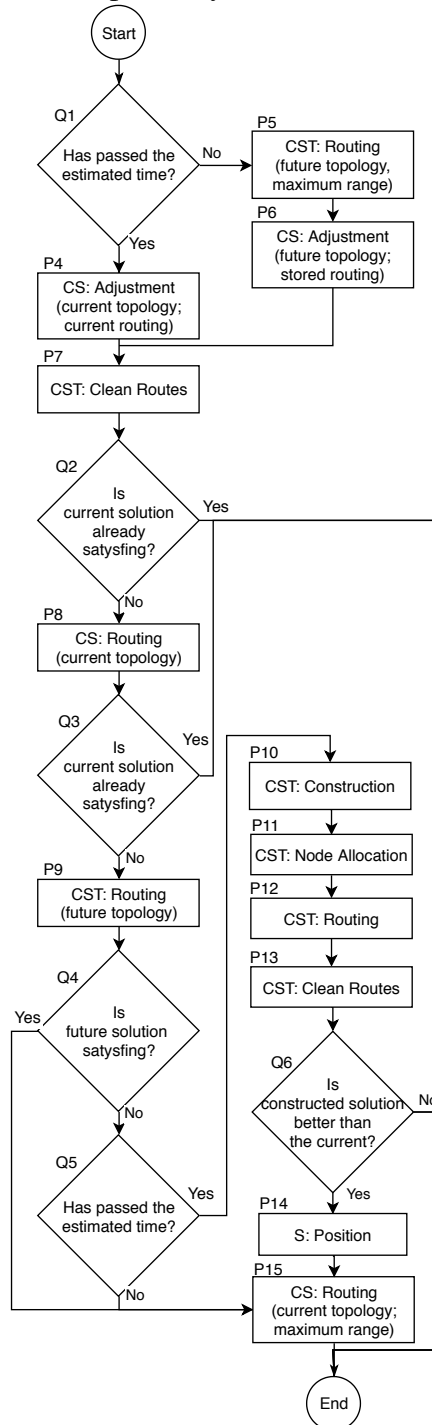 Start
Q1
Has passed the
estimated time?
No
Yes
P5
CST: Routing
(future topology,
maximum range)
P6
CS: Adjustment
(future topology;
stored routing)
P4
CS: Adjustment
(current topology;
current routing)
P7
CST: Clean Routes
Q2
Is
current solution
already
satysfing?
Yes
No
P8
CS: Routing
(current topology)
Q3
Is
current solution
already
satysfing?
Yes
No
P9
CST: Routing
(future topology)
Q4
Is
future solution
satysfing?
Yes
No
Q5
Has passed the
estimated time?
Yes
No
P10
CST: Construction
P11
CST: Node Allocation
P12
CST: Routing
P13
CST: Clean Routes
Q6
Is
constructed solution
better than
the current?
No
Yes
P14
S: Position
P15
CS: Routing
(current topology;
maximum range)
End